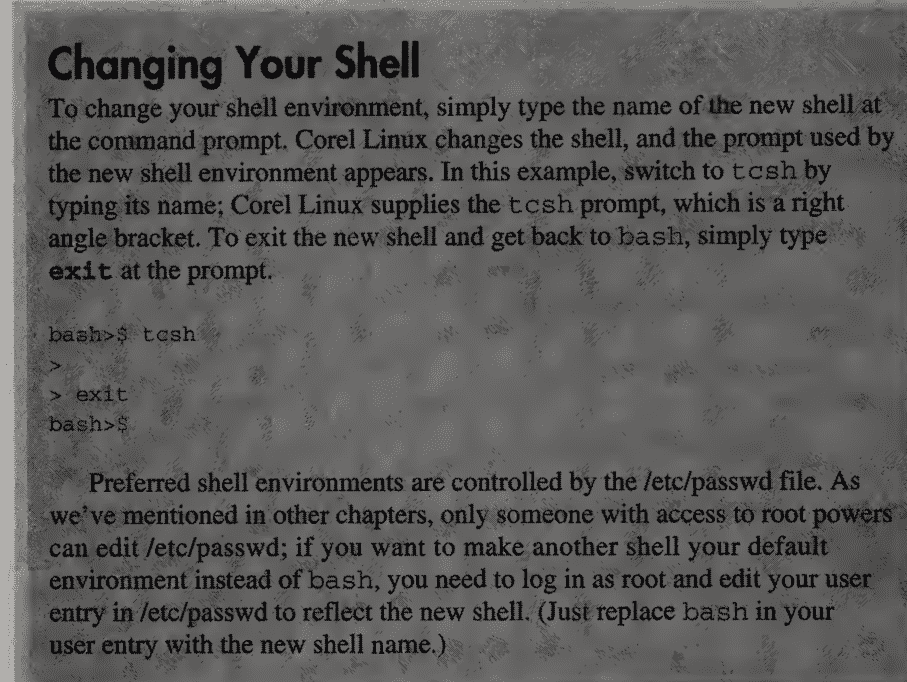 Changing Your Shell
To change your shell environment, simply type the name of the new shell at
the command prompt. Corel Linux changes the shell, and the prompt used by
the new shell environment appears. In this example, switch to tcsh by
typing its name; Corel Linux supplies the tcsh prompt, which is a right
angle bracket. To exit the new shell and get back to bash, simply type
exit at the prompt.
bash>$ tcsh
>
> exit
bash>$
Preferred shell environments are controlled by the /etc/passwd file. As
we've mentioned in other chapters, only someone with access to root powers
can edit /etc/passwd; if you want to make another shell your default
environment instead of bash, you need to log in as root and edit your user
entry in /etc/passwd to reflect the new shell. (Just replace bash in your
user entry with the new shell name.)